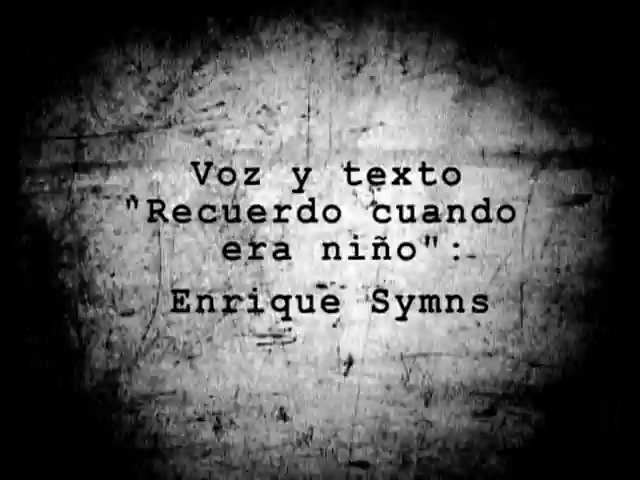 Voz y texto
"Recuerdo cuando
era niño":
Enrique Symns